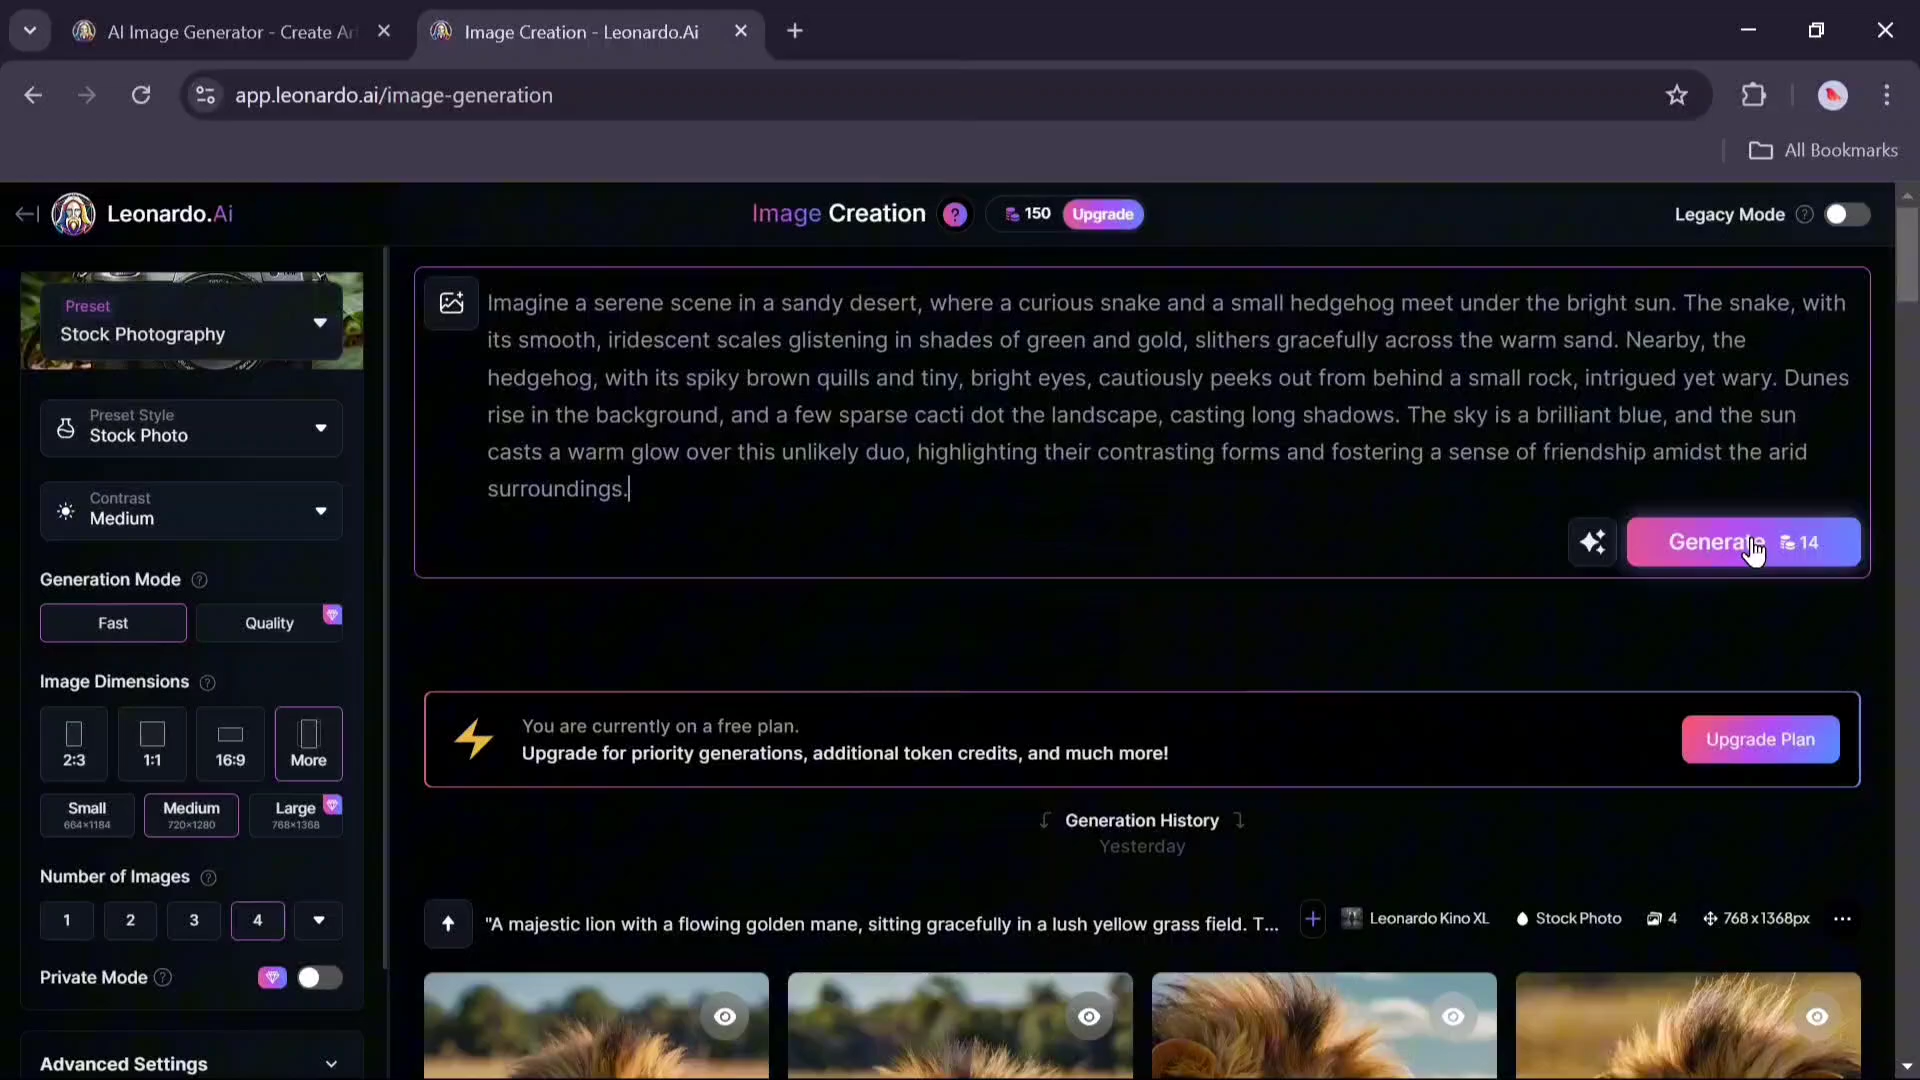 AI Image Generator - Create Ar
Image Creation - Leonardo.Ai
app.leonardo.ai/image-generation
All Bookmarks
Leonardo.Ai
Image Creation ? 150 Upgrade
Legacy Mode ?
Preset
Stock Photography
Preset Style
Stock Photo
Contrast
Medium
Generation Mode ?
Fast
Quality
Image Dimensions ?
2:3
1:1
16:9
More
Small
664×1184
Medium
720×1280
Large
768×1368
Number of Images ?
1
2
3
4
Private Mode ?
Advanced Settings
Imagine a serene scene in a sandy desert, where a curious snake and a small hedgehog meet under the bright sun. The snake, with
its smooth, iridescent scales glistening in shades of green and gold, slithers gracefully across the warm sand. Nearby, the
hedgehog, with its spiky brown quills and tiny, bright eyes, cautiously peeks out from behind a small rock, intrigued yet wary. Dunes
rise in the background, and a few sparse cacti dot the landscape, casting long shadows. The sky is a brilliant blue, and the sun
casts a warm glow over this unlikely duo, highlighting their contrasting forms and fostering a sense of friendship amidst the arid
surroundings.
Generate 14
You are currently on a free plan.
Upgrade for priority generations, additional token credits, and much more!
Upgrade Plan
Generation History
Yesterday
"A majestic lion with a flowing golden mane, sitting gracefully in a lush yellow grass field. T...
Leonardo Kino XL
Stock Photo
4
768 x 1368px